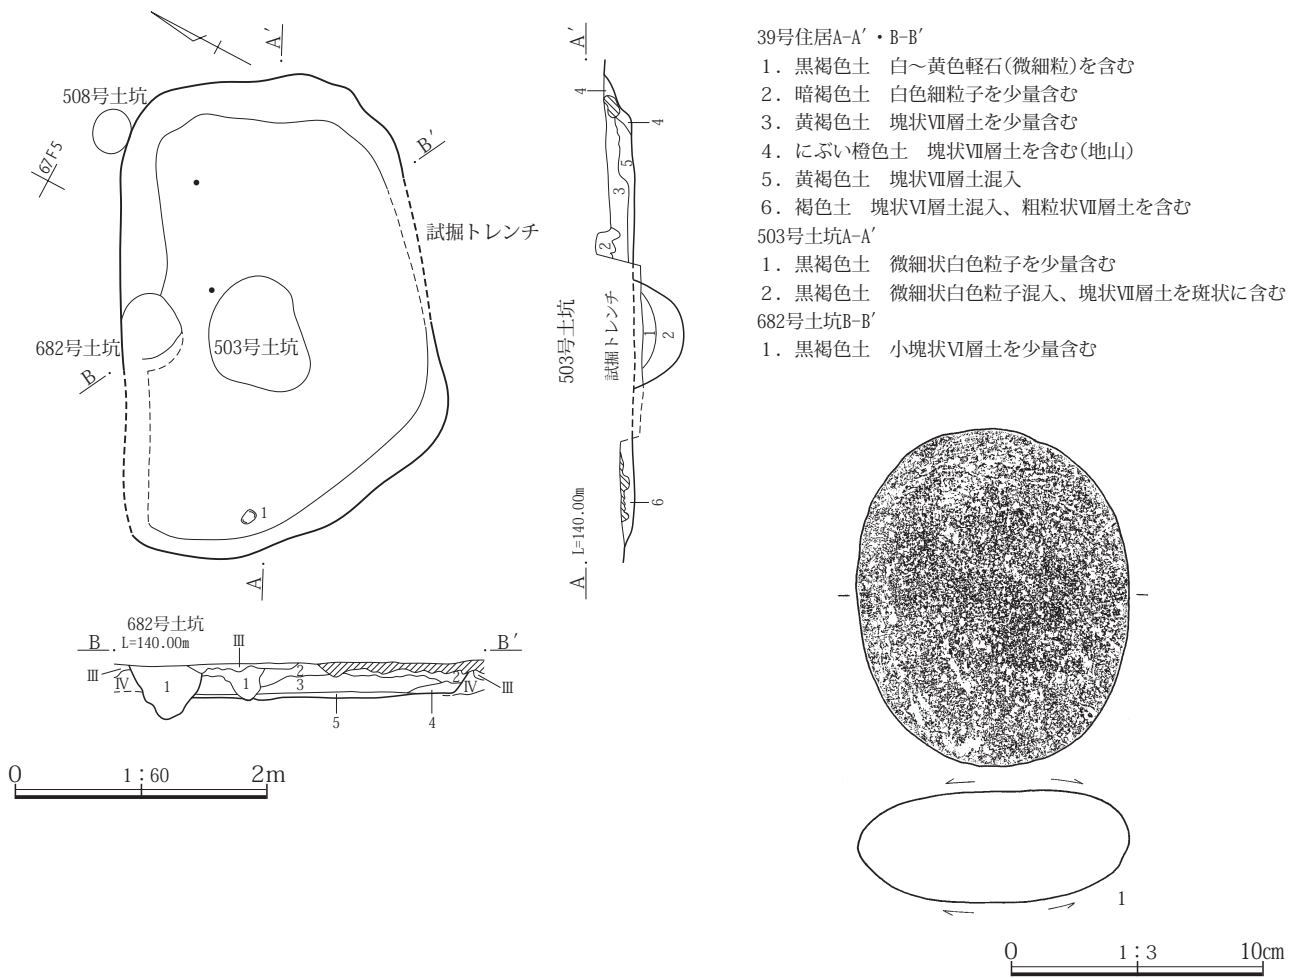 A′
508号土坑
67F5
B′
試掘トレンチ
682号土坑
503号土坑
B
1
A
A′
4
4
5
3
2
503号土坑
試掘トレンチ
1
2
L=140.00m
6
A
682号土坑
B
L=140.00m
Ⅲ
B′
Ⅲ
Ⅳ
1
1
2
3
2
Ⅳ
Ⅲ
5
4
0
1：60
2m
39号住居A-A′・B-B′
1．黒褐色土　白～黄色軽石(微細粒)を含む
2．暗褐色土　白色細粒子を少量含む
3．黄褐色土　塊状Ⅶ層土を少量含む
4．にぶい橙色土　塊状Ⅶ層土を含む(地山)
5．黄褐色土　塊状Ⅶ層土混入
6．褐色土　塊状Ⅵ層土混入、粗粒状Ⅶ層土を含む
503号土坑A-A′
1．黒褐色土　微細状白色粒子を少量含む
2．黒褐色土　微細状白色粒子混入、塊状Ⅶ層土を斑状に含む
682号土坑B-B′
1．黒褐色土　小塊状Ⅵ層土を少量含む
1
0
1：3
10cm